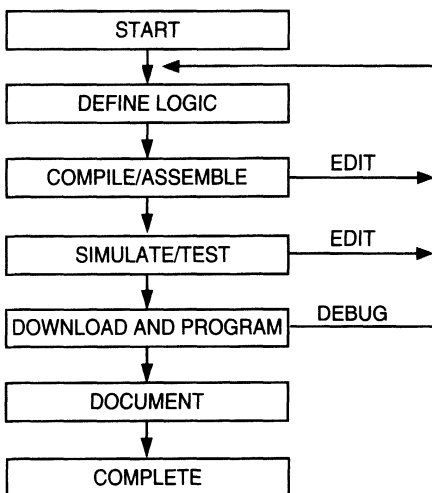 START
DEFINE LOGIC
COMPILE/ASSEMBLE
EDIT
SIMULATE/TEST
EDIT
DOWNLOAD AND PROGRAM
DEBUG
DOCUMENT
COMPLETE